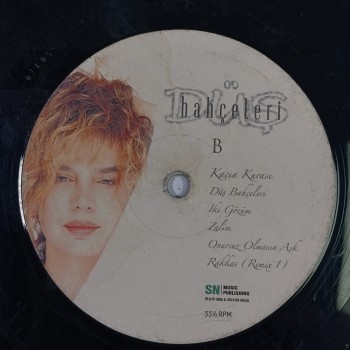 DÜŞ
bahçeleri
B
Kaçın Kurası
Düş Bahçeleri
İki Gözüm
Zalim
Onursuz Olmasın Aşk
Rakkas (Remix 1)
SN MUSIC
PUBLISHING
33⅓ RPM